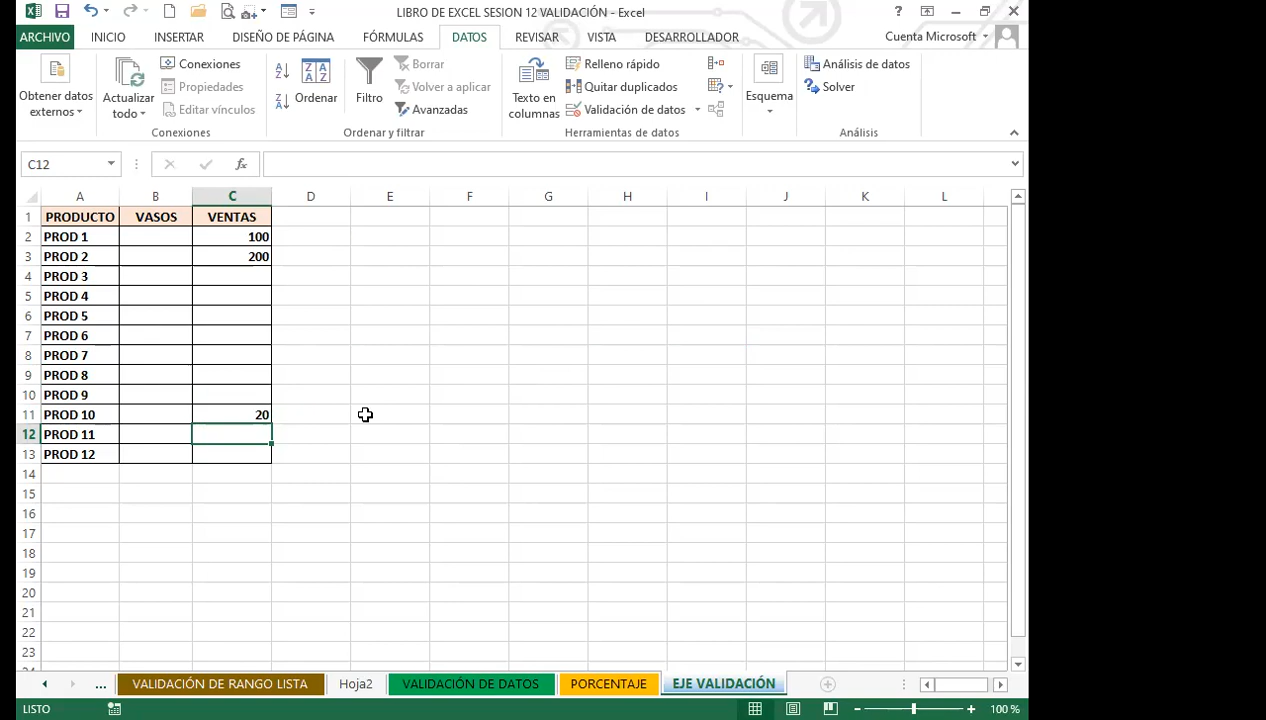 LIBRO DE EXCEL SESION 12 VALIDACIÓN - Excel
?
ARCHIVO INICIO INSERTAR DISEÑO DE PÁGINA FÓRMULAS DATOS REVISAR VISTA DESARROLLADOR Cuenta Microsoft
Obtener datos externos
Actualizar todo
Conexiones
Propiedades
Editar vínculos
Conexiones
Ordenar
Filtro
Borrar
Volver a aplicar
Avanzadas
Ordenar y filtrar
Texto en columnas
Relleno rápido
Quitar duplicados
Validación de datos
Herramientas de datos
Esquema
Análisis de datos
Solver
Análisis
C12 fx
A B C D E F G H I J K L
1 PRODUCTO VASOS VENTAS
2 PROD 1 100
3 PROD 2 200
4 PROD 3
5 PROD 4
6 PROD 5
7 PROD 6
8 PROD 7
9 PROD 8
10 PROD 9
11 PROD 10 20
12 PROD 11
13 PROD 12
14
15
16
17
18
19
20
21
22
23
24
... VALIDACIÓN DE RANGO LISTA Hoja2 VALIDACIÓN DE DATOS PORCENTAJE EJE VALIDACIÓN
LISTO 100 %